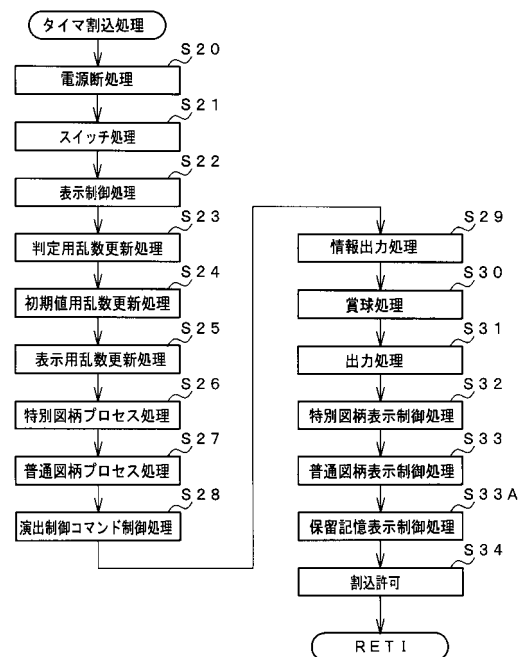 タイマ割込処理
S20
電源断処理
S21
スイッチ処理
S22
表示制御処理
S23
判定用乱数更新処理
S24
初期値用乱数更新処理
S25
表示用乱数更新処理
S26
特別図柄プロセス処理
S27
普通図柄プロセス処理
S28
演出制御コマンド制御処理
S29
情報出力処理
S30
賞球処理
S31
出力処理
S32
特別図柄表示制御処理
S33
普通図柄表示制御処理
S33A
保留記憶表示制御処理
S34
割込許可
RETI